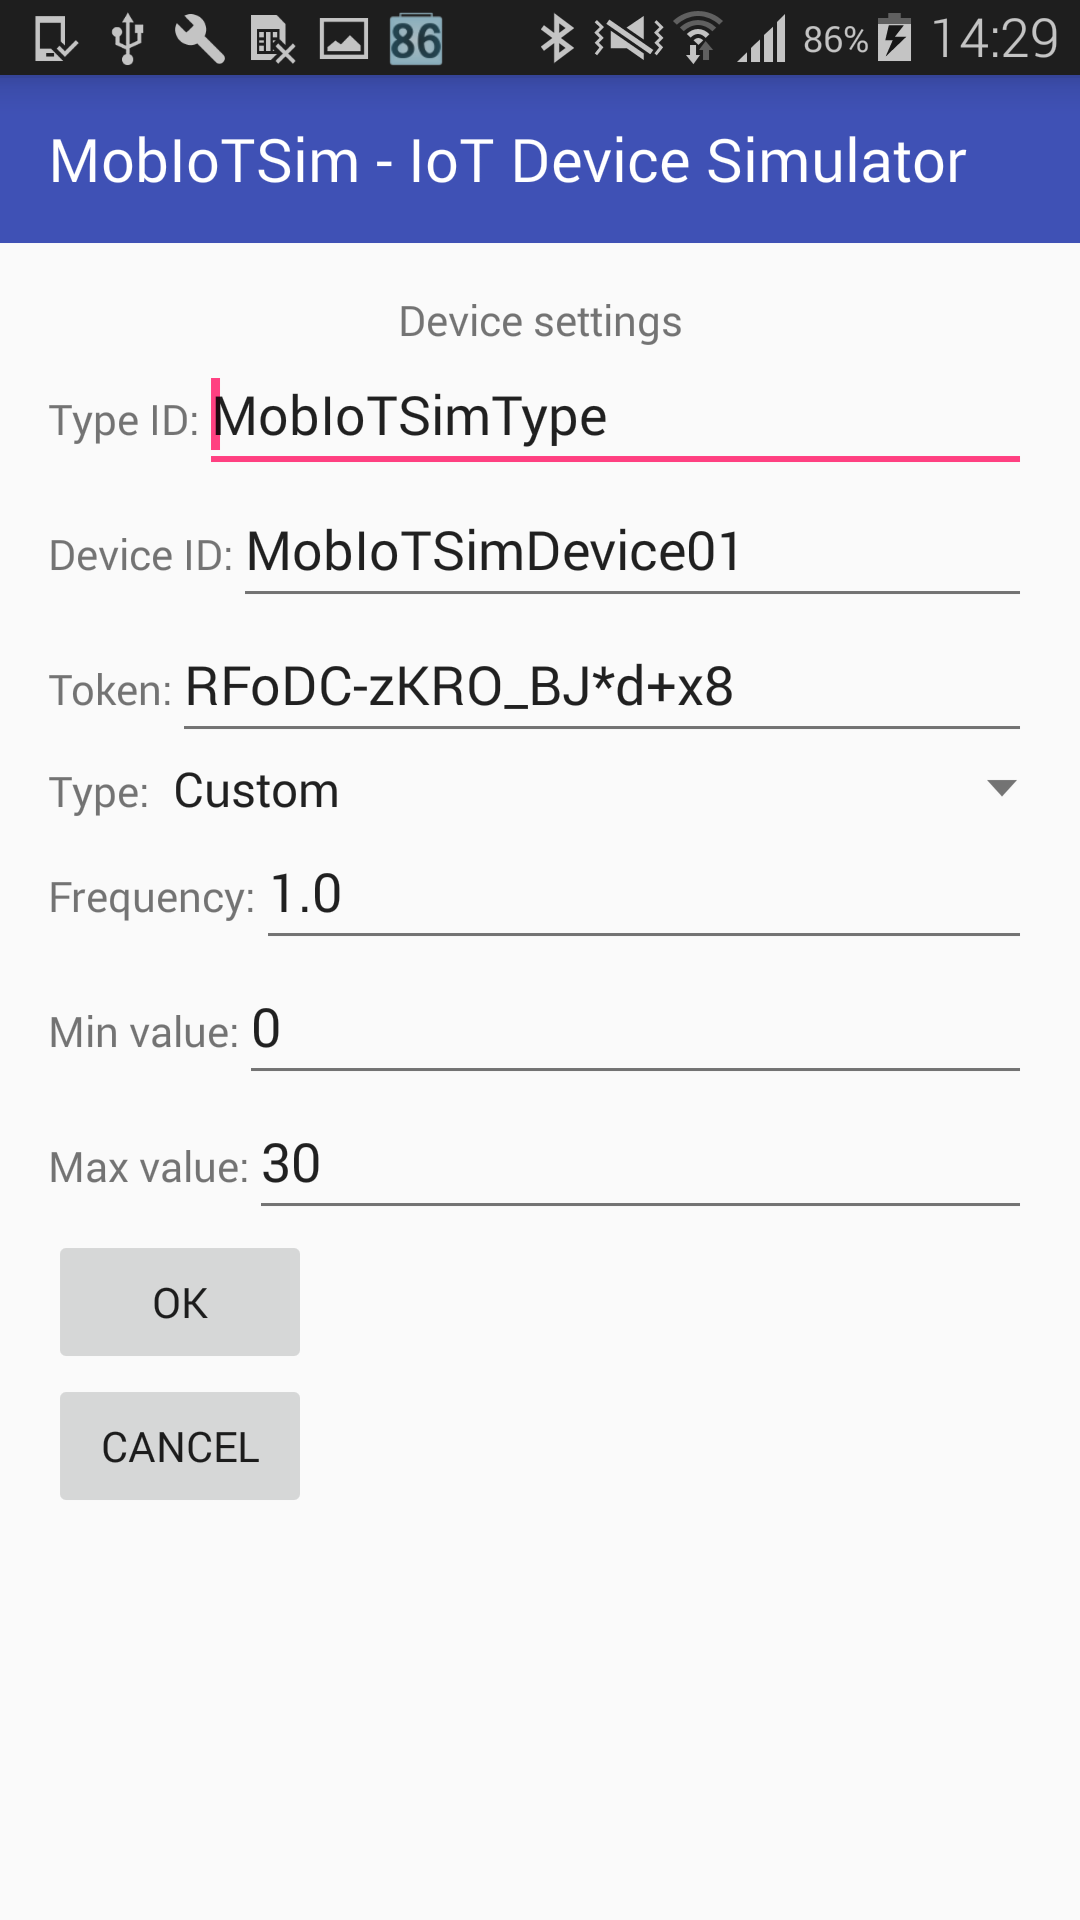 86 86% 14:29
MobIoTSim - IoT Device Simulator
Device settings
Type ID: MobIoTSimType
Device ID: MobIoTSimDevice01
Token: RFoDC-zKRO_BJ*d+x8
Type: Custom
Frequency: 1.0
Min value: 0
Max value: 30
OK
CANCEL